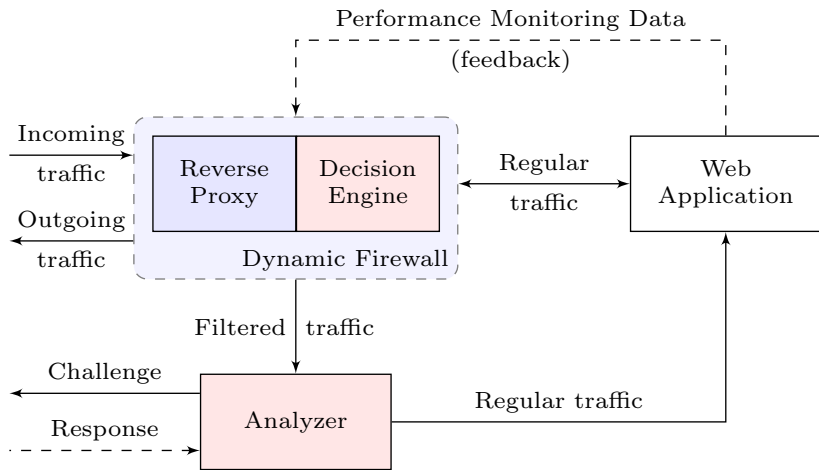 Performance Monitoring Data
(feedback)
Incoming
traffic
Reverse
Proxy
Decision
Engine
Regular
traffic
Web
Application
Outgoing
traffic
Dynamic Firewall
Filtered traffic
Challenge
Response
Analyzer
Regular traffic